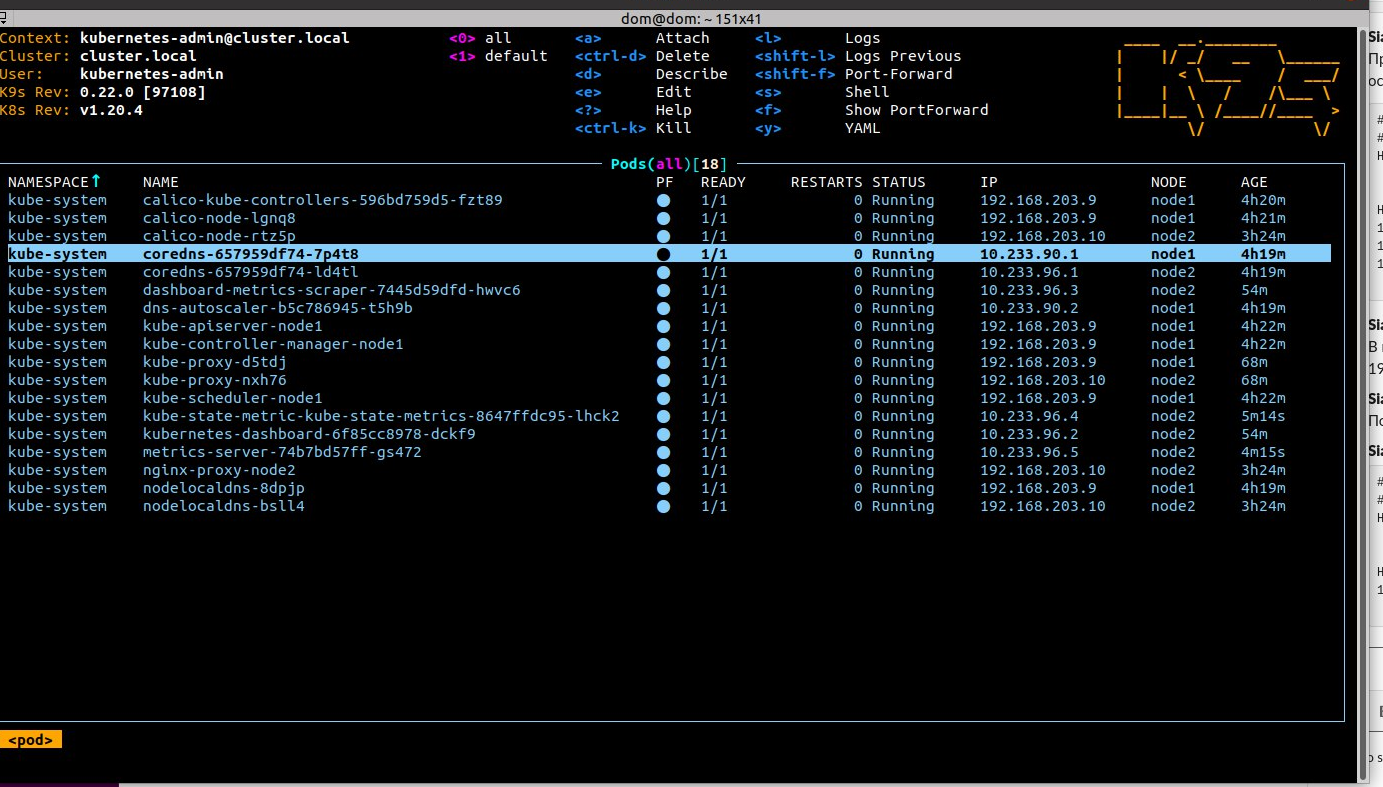 dom@dom: ~ 151x41
Context: kubernetes-admin@cluster.local <0> all <a> Attach <l> Logs
Cluster: cluster.local <1> default <ctrl-d> Delete <shift-l> Logs Previous
User: kubernetes-admin <d> Describe <shift-f> Port-Forward
K9s Rev: 0.22.0 [97108] <e> Edit <s> Shell
K8s Rev: v1.20.4 <?> Help <f> Show PortForward
<ctrl-k> Kill <y> YAML
Pods(all)[18]
NAMESPACE↑ NAME PF READY RESTARTS STATUS IP NODE AGE
kube-system calico-kube-controllers-596bd759d5-fzt89 ● 1/1 0 Running 192.168.203.9 node1 4h20m
kube-system calico-node-lgnq8 ● 1/1 0 Running 192.168.203.9 node1 4h21m
kube-system calico-node-rtz5p ● 1/1 0 Running 192.168.203.10 node2 3h24m
kube-system coredns-657959df74-7p4t8 ● 1/1 0 Running 10.233.90.1 node1 4h19m
kube-system coredns-657959df74-ld4tl ● 1/1 0 Running 10.233.96.1 node2 4h19m
kube-system dashboard-metrics-scraper-7445d59dfd-hwvc6 ● 1/1 0 Running 10.233.96.3 node2 54m
kube-system dns-autoscaler-b5c786945-t5h9b ● 1/1 0 Running 10.233.90.2 node1 4h19m
kube-system kube-apiserver-node1 ● 1/1 0 Running 192.168.203.9 node1 4h22m
kube-system kube-controller-manager-node1 ● 1/1 0 Running 192.168.203.9 node1 4h22m
kube-system kube-proxy-d5tdj ● 1/1 0 Running 192.168.203.9 node1 68m
kube-system kube-proxy-nxh76 ● 1/1 0 Running 192.168.203.10 node2 68m
kube-system kube-scheduler-node1 ● 1/1 0 Running 192.168.203.9 node1 4h22m
kube-system kube-state-metric-kube-state-metrics-8647ffdc95-lhck2 ● 1/1 0 Running 10.233.96.4 node2 5m14s
kube-system kubernetes-dashboard-6f85cc8978-dckf9 ● 1/1 0 Running 10.233.96.2 node2 54m
kube-system metrics-server-74b7bd57ff-gs472 ● 1/1 0 Running 10.233.96.5 node2 4m15s
kube-system nginx-proxy-node2 ● 1/1 0 Running 192.168.203.10 node2 3h24m
kube-system nodelocaldns-8dpjp ● 1/1 0 Running 192.168.203.9 node1 4h19m
kube-system nodelocaldns-bsll4 ● 1/1 0 Running 192.168.203.10 node2 3h24m
<pod>